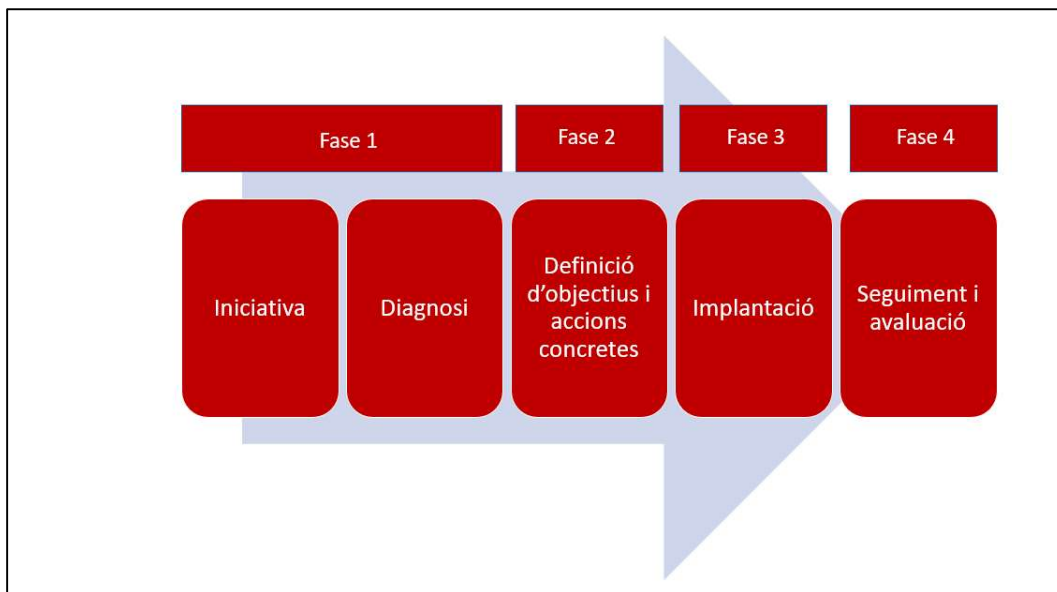 Fase 1
Fase 2
Fase 3
Fase 4
Iniciativa
Diagnosi
Definició
d'objectius i
accions
concretes
Implantació
Seguiment i
avaluació